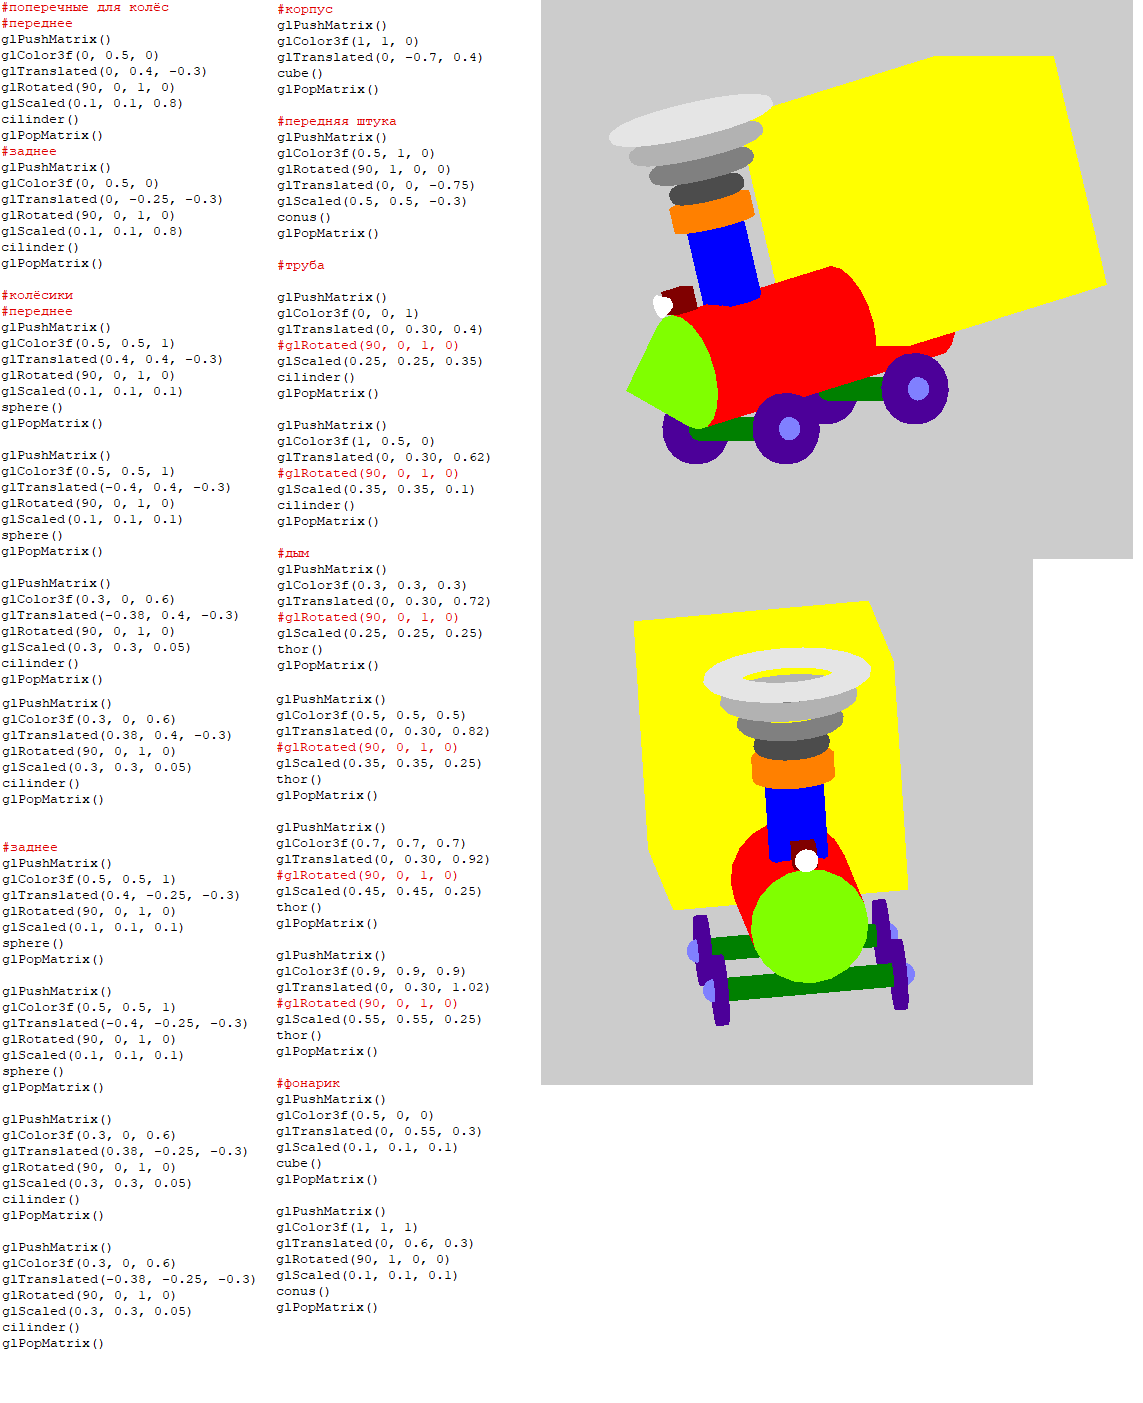 #поперечные для колёс
#переднее
glPushMatrix()
glColor3f(0, 0.5, 0)
glTranslated(0, 0.4, -0.3)
glRotated(90, 0, 1, 0)
glScaled(0.1, 0.1, 0.8)
cilinder()
glPopMatrix()
#заднее
glPushMatrix()
glColor3f(0, 0.5, 0)
glTranslated(0, -0.25, -0.3)
glRotated(90, 0, 1, 0)
glScaled(0.1, 0.1, 0.8)
cilinder()
glPopMatrix()
#колёсики
#переднее
glPushMatrix()
glColor3f(0.5, 0.5, 1)
glTranslated(0.4, 0.4, -0.3)
glRotated(90, 0, 1, 0)
glScaled(0.1, 0.1, 0.1)
sphere()
glPopMatrix()
glPushMatrix()
glColor3f(0.5, 0.5, 1)
glTranslated(-0.4, 0.4, -0.3)
glRotated(90, 0, 1, 0)
glScaled(0.1, 0.1, 0.1)
sphere()
glPopMatrix()
glPushMatrix()
glColor3f(0.3, 0, 0.6)
glTranslated(-0.38, 0.4, -0.3)
glRotated(90, 0, 1, 0)
glScaled(0.3, 0.3, 0.05)
cilinder()
glPopMatrix()
glPushMatrix()
glColor3f(0.3, 0, 0.6)
glTranslated(0.38, 0.4, -0.3)
glRotated(90, 0, 1, 0)
glScaled(0.3, 0.3, 0.05)
cilinder()
glPopMatrix()
#заднее
glPushMatrix()
glColor3f(0.5, 0.5, 1)
glTranslated(0.4, -0.25, -0.3)
glRotated(90, 0, 1, 0)
glScaled(0.1, 0.1, 0.1)
sphere()
glPopMatrix()
glPushMatrix()
glColor3f(0.5, 0.5, 1)
glTranslated(-0.4, -0.25, -0.3)
glRotated(90, 0, 1, 0)
glScaled(0.1, 0.1, 0.1)
sphere()
glPopMatrix()
glPushMatrix()
glColor3f(0.3, 0, 0.6)
glTranslated(0.38, -0.25, -0.3)
glRotated(90, 0, 1, 0)
glScaled(0.3, 0.3, 0.05)
cilinder()
glPopMatrix()
glPushMatrix()
glColor3f(0.3, 0, 0.6)
glTranslated(-0.38, -0.25, -0.3)
glRotated(90, 0, 1, 0)
glScaled(0.3, 0.3, 0.05)
cilinder()
glPopMatrix()
#корпус
glPushMatrix()
glColor3f(1, 1, 0)
glTranslated(0, -0.7, 0.4)
cube()
glPopMatrix()
#передняя штука
glPushMatrix()
glColor3f(0.5, 1, 0)
glRotated(90, 1, 0, 0)
glTranslated(0, 0, -0.75)
glScaled(0.5, 0.5, -0.3)
conus()
glPopMatrix()
#труба
glPushMatrix()
glColor3f(0, 0, 1)
glTranslated(0, 0.30, 0.4)
#glRotated(90, 0, 1, 0)
glScaled(0.25, 0.25, 0.35)
cilinder()
glPopMatrix()
glPushMatrix()
glColor3f(1, 0.5, 0)
glTranslated(0, 0.30, 0.62)
#glRotated(90, 0, 1, 0)
glScaled(0.35, 0.35, 0.1)
cilinder()
glPopMatrix()
#дым
glPushMatrix()
glColor3f(0.3, 0.3, 0.3)
glTranslated(0, 0.30, 0.72)
#glRotated(90, 0, 1, 0)
glScaled(0.25, 0.25, 0.25)
thor()
glPopMatrix()
glPushMatrix()
glColor3f(0.5, 0.5, 0.5)
glTranslated(0, 0.30, 0.82)
#glRotated(90, 0, 1, 0)
glScaled(0.35, 0.35, 0.25)
thor()
glPopMatrix()
glPushMatrix()
glColor3f(0.7, 0.7, 0.7)
glTranslated(0, 0.30, 0.92)
#glRotated(90, 0, 1, 0)
glScaled(0.45, 0.45, 0.25)
thor()
glPopMatrix()
glPushMatrix()
glColor3f(0.9, 0.9, 0.9)
glTranslated(0, 0.30, 1.02)
#glRotated(90, 0, 1, 0)
glScaled(0.55, 0.55, 0.25)
thor()
glPopMatrix()
#фонарик
glPushMatrix()
glColor3f(0.5, 0, 0)
glTranslated(0, 0.55, 0.3)
glScaled(0.1, 0.1, 0.1)
cube()
glPopMatrix()
glPushMatrix()
glColor3f(1, 1, 1)
glTranslated(0, 0.6, 0.3)
glRotated(90, 1, 0, 0)
glScaled(0.1, 0.1, 0.1)
conus()
glPopMatrix()